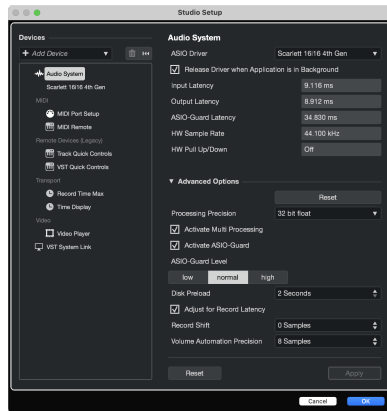 Studio Setup
Devices
+ Add Device
Audio System
Scarlett 16i16 4th Gen
MIDI
MIDI Port Setup
MIDI Remote
Remote Devices (Legacy)
Track Quick Controls
VST Quick Controls
Transport
Record Time Max
Time Display
Video
Video Player
VST System Link
Audio System
ASIO Driver Scarlett 16i16 4th Gen
Release Driver when Application is in Background
Input Latency 9.116 ms
Output Latency 8.912 ms
ASIO-Guard Latency 34.830 ms
HW Sample Rate 44.100 kHz
HW Pull Up/Down Off
Advanced Options
Reset
Processing Precision 32 bit float
Activate Multi Processing
Activate ASIO-Guard
ASIO-Guard Level
low normal high
Disk Preload 2 Seconds
Adjust for Record Latency
Record Shift 0 Samples
Volume Automation Precision 8 Samples
Reset Apply
Cancel OK